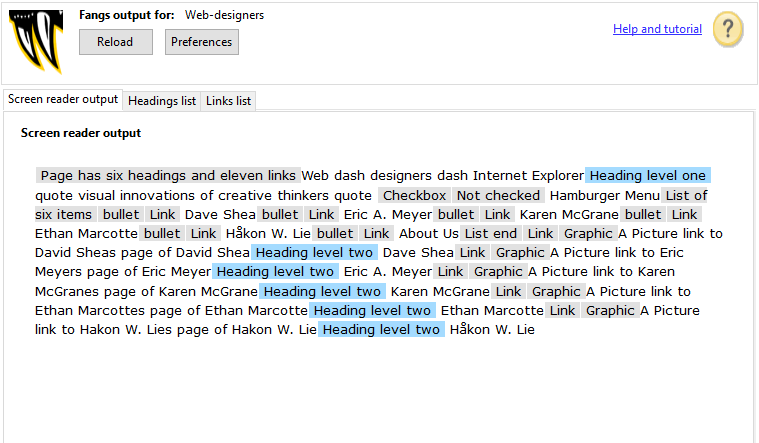 Fangs output for: Web-designers
Reload Preferences
Help and tutorial ?
Screen reader output Headings list Links list
Screen reader output
Page has six headings and eleven links Web dash designers dash Internet Explorer Heading level one
quote visual innovations of creative thinkers quote Checkbox Not checked Hamburger Menu List of
six items bullet Link Dave Shea bullet Link Eric A. Meyer bullet Link Karen McGrane bullet Link
Ethan Marcotte bullet Link Håkon W. Lie bullet Link About Us List end Link Graphic A Picture link to
David Sheas page of David Shea Heading level two Dave Shea Link Graphic A Picture link to Eric
Meyers page of Eric Meyer Heading level two Eric A. Meyer Link Graphic A Picture link to Karen
McGranes page of Karen McGrane Heading level two Karen McGrane Link Graphic A Picture link to
Ethan Marcottes page of Ethan Marcotte Heading level two Ethan Marcotte Link Graphic A Picture
link to Hakon W. Lies page of Hakon W. Lie Heading level two Håkon W. Lie